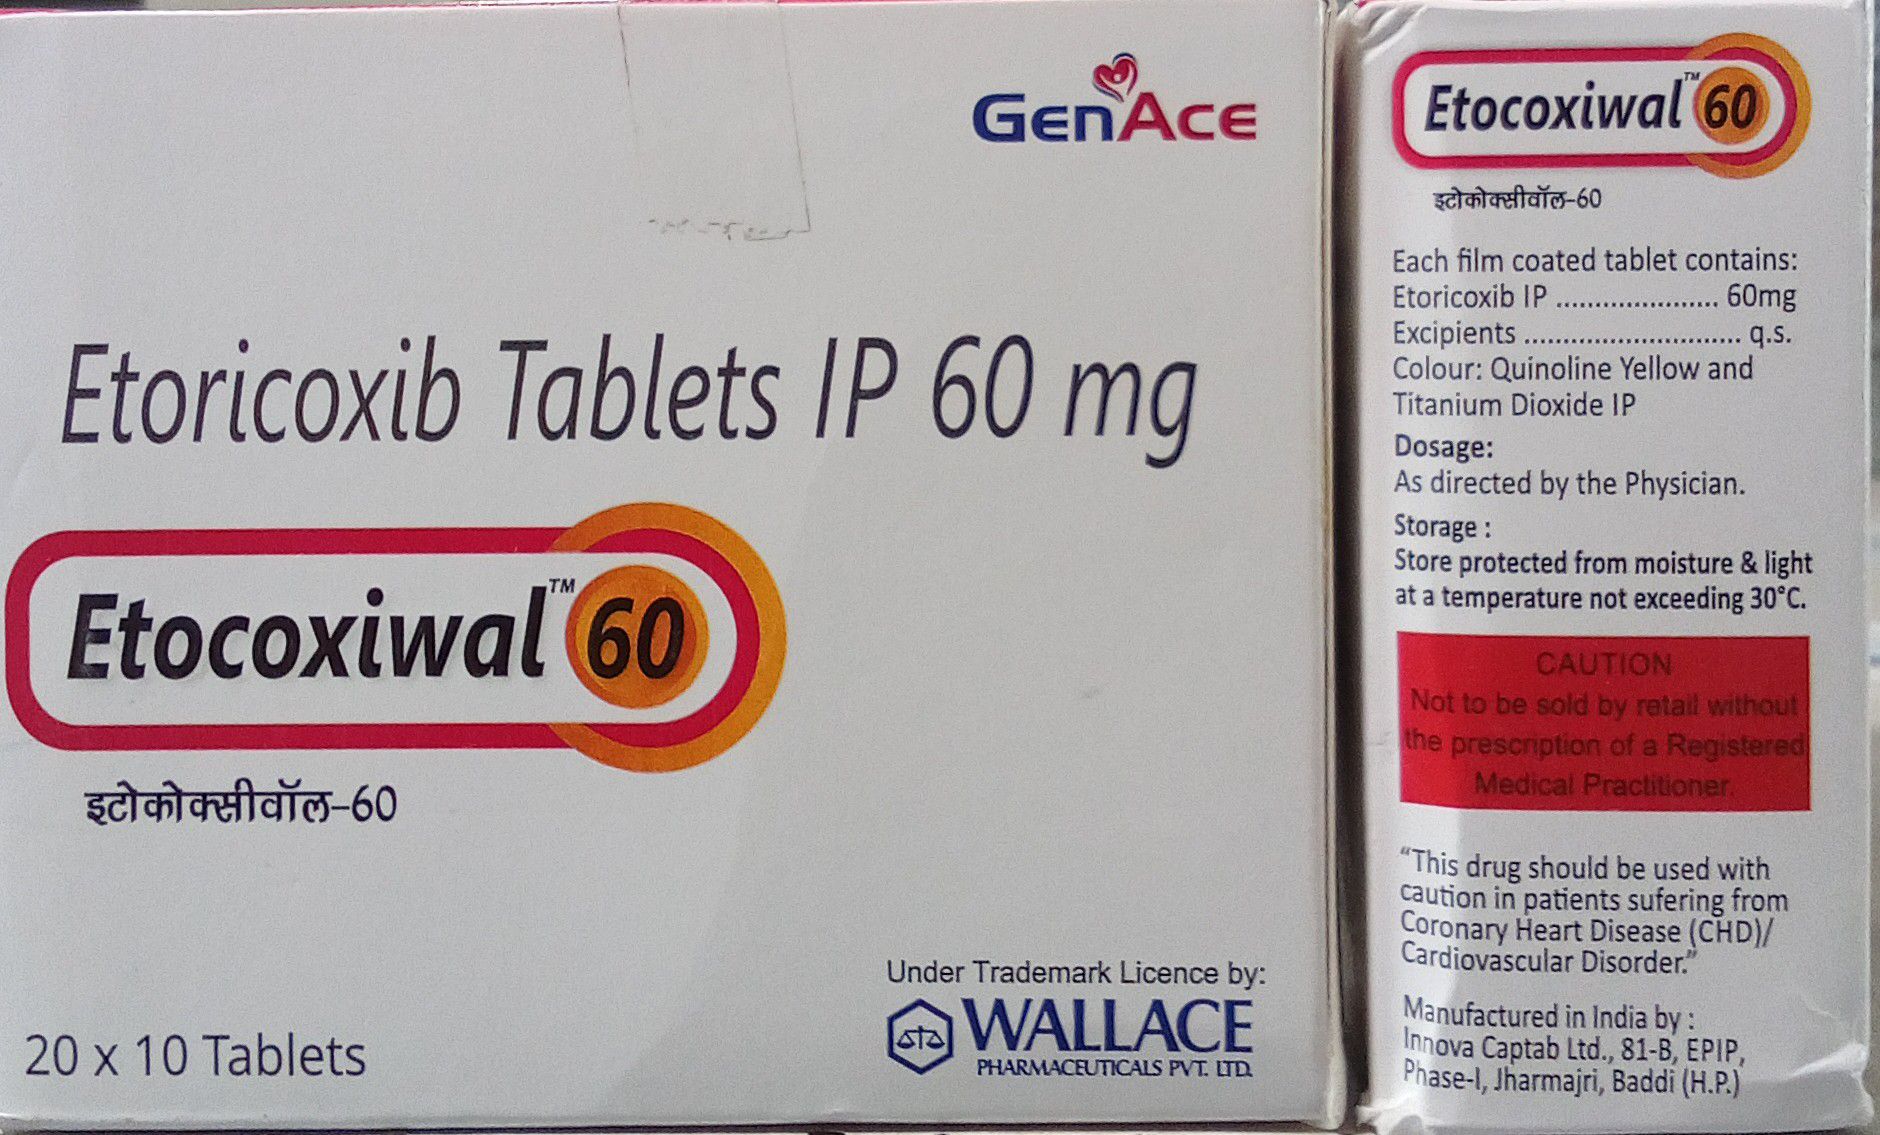 GenAce
Etoricoxib Tablets IP 60 mg
Etocoxiwal™ 60
इटोकोक्सीवॉल-60
20 x 10 Tablets
Under Trademark Licence by:
WALLACE
PHARMACEUTICALS PVT. LTD.
Etocoxiwal™ 60
इटोकोक्सीवॉल-60
Each film coated tablet contains:
Etoricoxib IP ..................... 60mg
Excipients ............................ q.s.
Colour: Quinoline Yellow and
Titanium Dioxide IP
Dosage:
As directed by the Physician.
Storage :
Store protected from moisture & light
at a temperature not exceeding 30°C.
CAUTION
Not to be sold by retail without
the prescription of a Registered
Medical Practitioner.
“This drug should be used with
caution in patients sufering from
Coronary Heart Disease (CHD)/
Cardiovascular Disorder.”
Manufactured in India by :
Innova Captab Ltd., 81-B, EPIP,
Phase-I, Jharmajri, Baddi (H.P.)